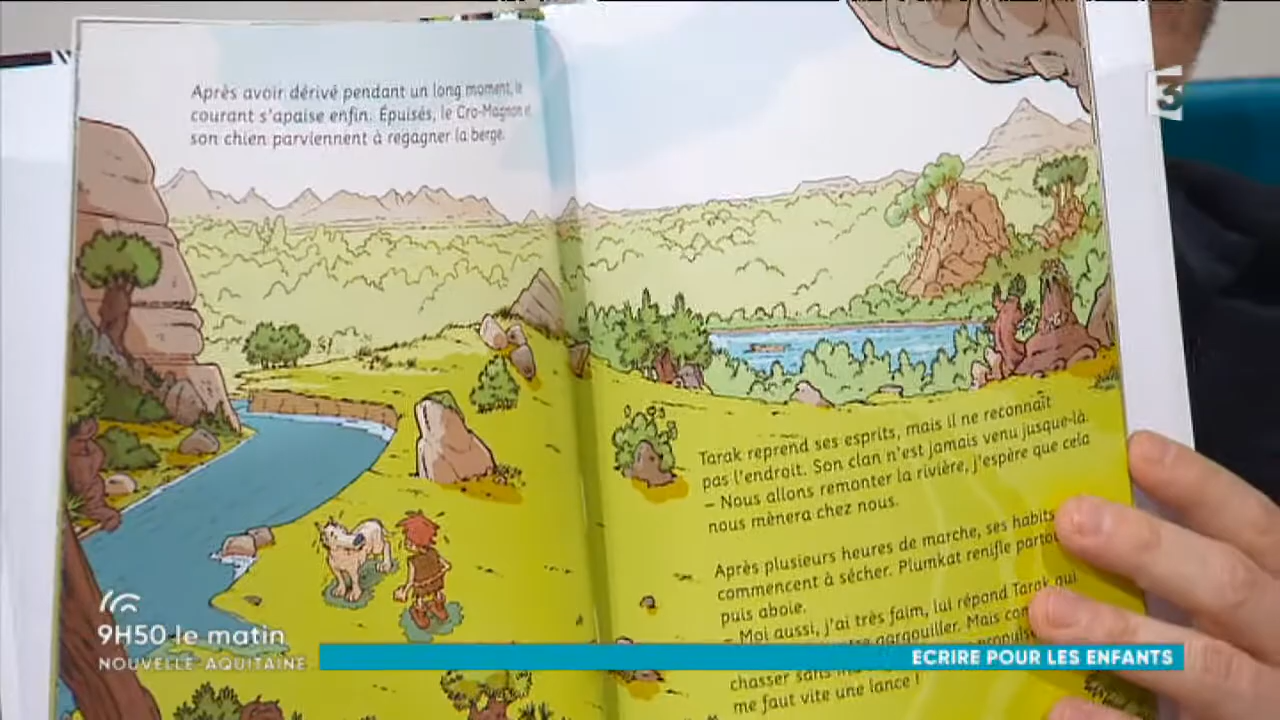 Après avoir dérivé pendant un long moment, le
courant s'apaise enfin. Épuisés, le Cro-Magnon et
son chien parviennent à regagner la berge.
3
Tarak reprend ses esprits, mais il ne reconnaît
pas l'endroit. Son clan n'est jamais venu jusque-là.
– Nous allons remonter la rivière, j'espère que cela
nous mènera chez nous.
Après plusieurs heures de marche, ses habits
commencent à sécher. Plumkat renifle partout
puis aboie.
– Moi aussi, j'ai très faim, lui répond Tarak qui
gargouiller. Mais
chasser sans
me faut vite une lance !
9H50 le matin
NOUVELLE-AQUITAINE
ECRIRE POUR LES ENFANTS